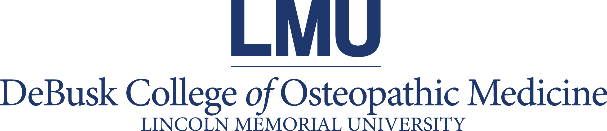 LMU
DeBusk College of Osteopathic Medicine
LINCOLN MEMORIAL UNIVERSITY